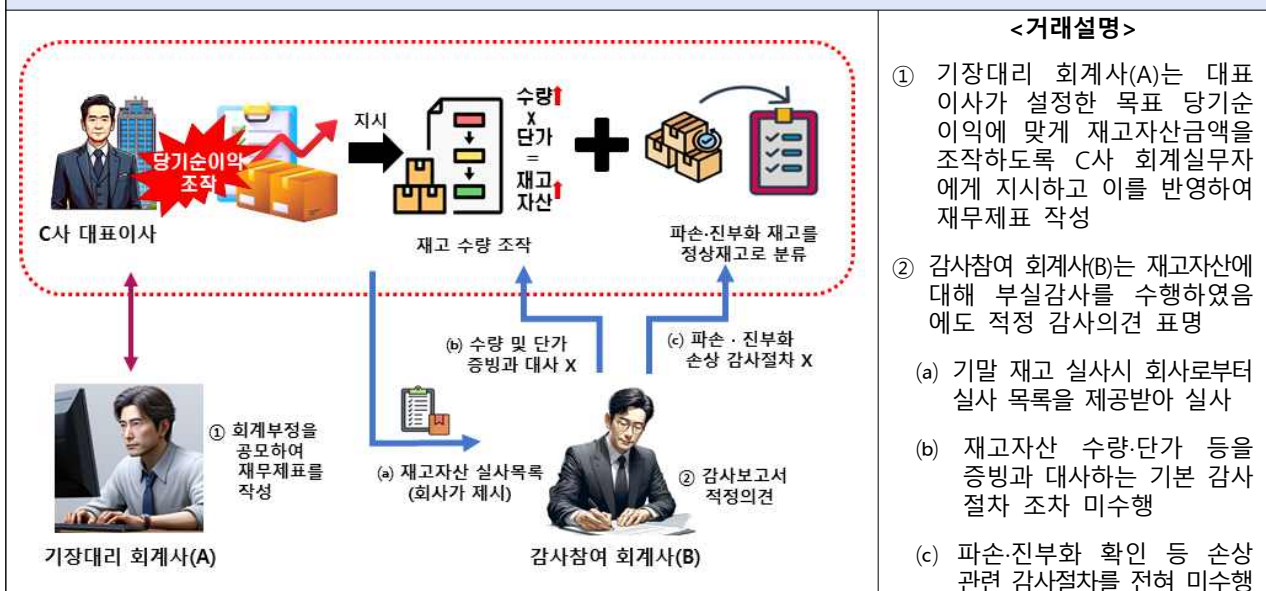 지시
수량
X
단가
=
재고
자산
당기순이익
조작
C사 대표이사
재고 수량 조작
파손·진부화 재고를
정상재고로 분류
(b) 수량 및 단가
증빙과 대사 X
(c) 파손 · 진부화
손상 감사절차 X
① 회계부정을
공모하여
재무제표를
작성
(a) 재고자산 실사목록
(회사가 제시)
② 감사보고서
적정의견
기장대리 회계사(A)
감사참여 회계사(B)
<거래설명>
① 기장대리 회계사(A)는 대표
이사가 설정한 목표 당기순
이익에 맞게 재고자산금액을
조작하도록 C사 회계실무자
에게 지시하고 이를 반영하여
재무제표 작성
② 감사참여 회계사(B)는 재고자산에
대해 부실감사를 수행하였음
에도 적정 감사의견 표명
(a) 기말 재고 실사시 회사로부터
실사 목록을 제공받아 실사
(b) 재고자산 수량·단가 등을
증빙과 대사하는 기본 감사
절차 조차 미수행
(c) 파손·진부화 확인 등 손상
관련 감사절차를 전혀 미수행